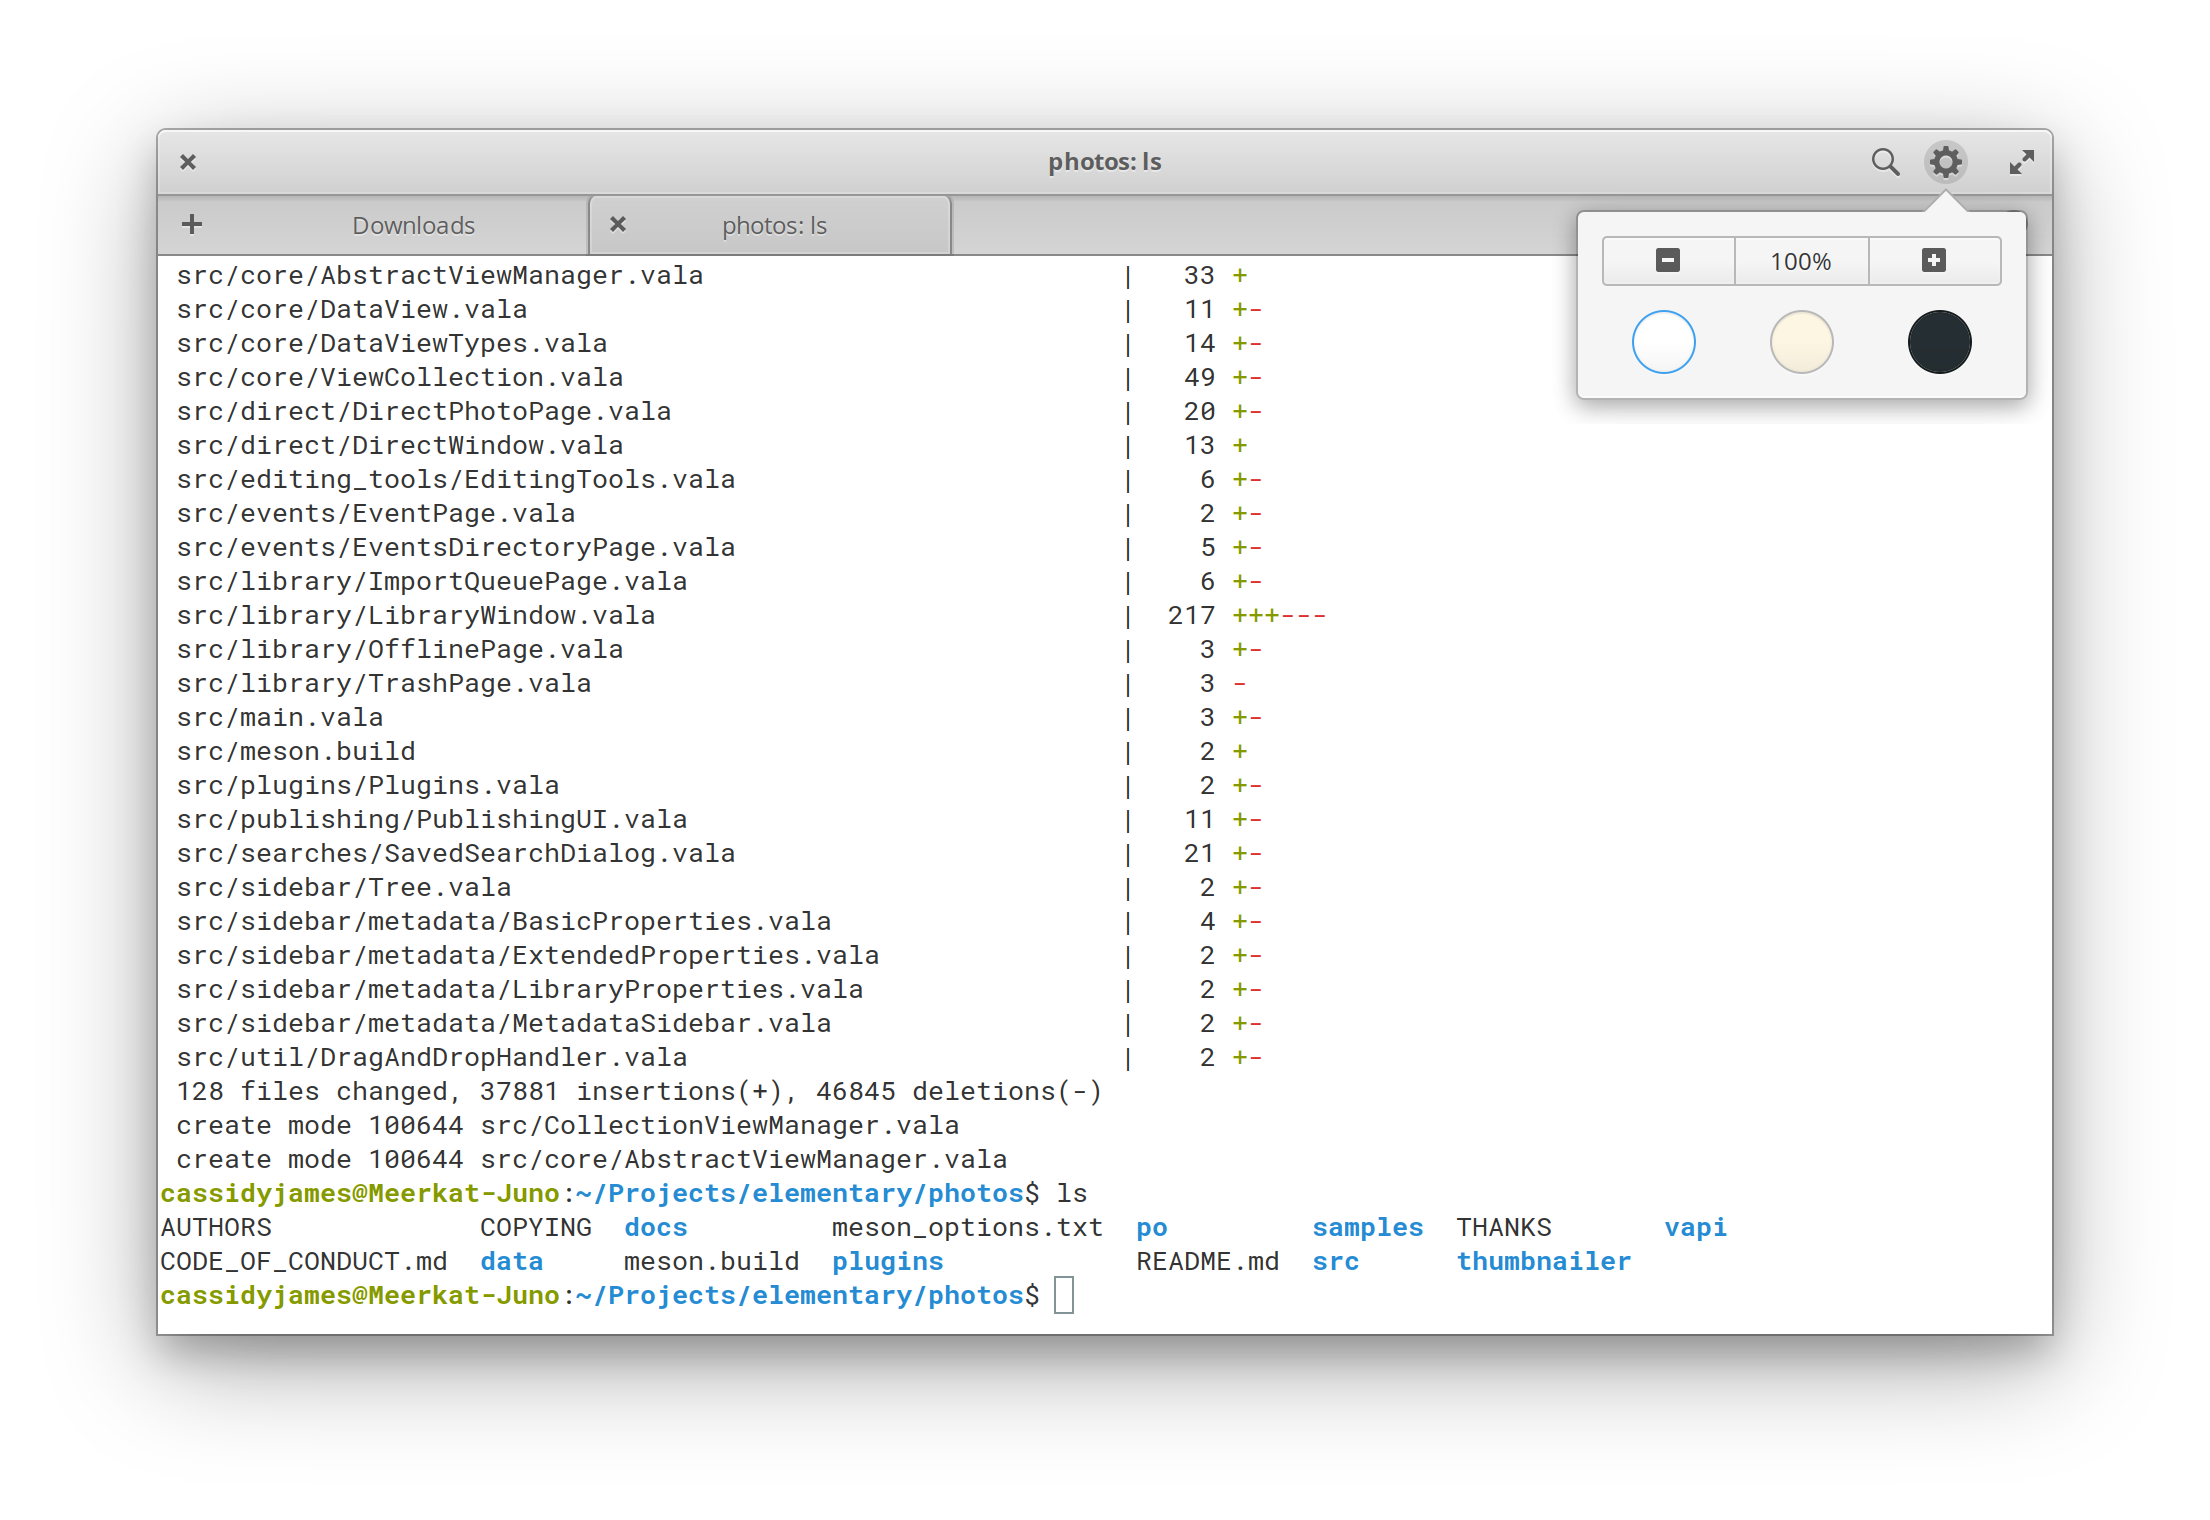 photos: ls
Downloads photos: ls
100%
src/core/AbstractViewManager.vala | 33 +
src/core/DataView.vala | 11 +-
src/core/DataViewTypes.vala | 14 +-
src/core/ViewCollection.vala | 49 +-
src/direct/DirectPhotoPage.vala | 20 +-
src/direct/DirectWindow.vala | 13 +
src/editing_tools/EditingTools.vala | 6 +-
src/events/EventPage.vala | 2 +-
src/events/EventsDirectoryPage.vala | 5 +-
src/library/ImportQueuePage.vala | 6 +-
src/library/LibraryWindow.vala | 217 +++---
src/library/OfflinePage.vala | 3 +-
src/library/TrashPage.vala | 3 -
src/main.vala | 3 +-
src/meson.build | 2 +
src/plugins/Plugins.vala | 2 +-
src/publishing/PublishingUI.vala | 11 +-
src/searches/SavedSearchDialog.vala | 21 +-
src/sidebar/Tree.vala | 2 +-
src/sidebar/metadata/BasicProperties.vala | 4 +-
src/sidebar/metadata/ExtendedProperties.vala | 2 +-
src/sidebar/metadata/LibraryProperties.vala | 2 +-
src/sidebar/metadata/MetadataSidebar.vala | 2 +-
src/util/DragAndDropHandler.vala | 2 +-
128 files changed, 37881 insertions(+), 46845 deletions(-)
create mode 100644 src/CollectionViewManager.vala
create mode 100644 src/core/AbstractViewManager.vala
cassidyjames@Meerkat-Juno:~/Projects/elementary/photos$ ls
AUTHORS COPYING docs meson_options.txt po samples THANKS vapi
CODE_OF_CONDUCT.md data meson.build plugins README.md src thumbnailer
cassidyjames@Meerkat-Juno:~/Projects/elementary/photos$